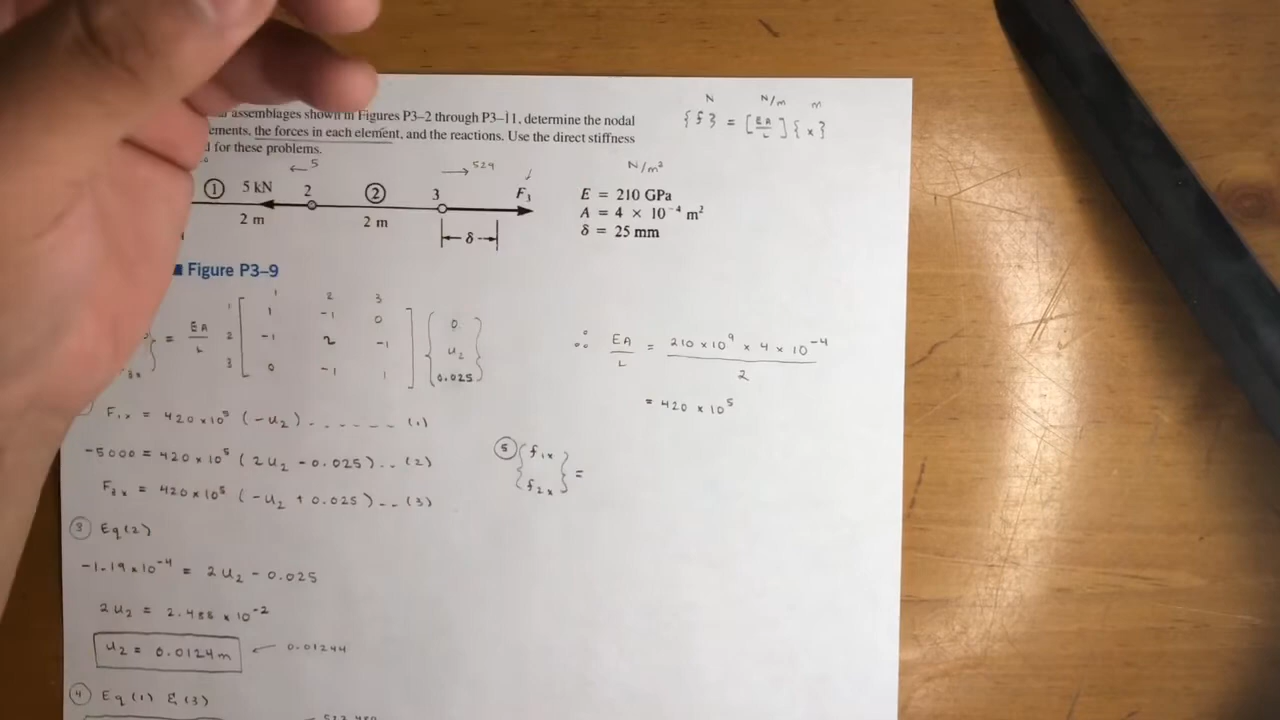 assemblages shown in Figures P3–2 through P3–11, determine the nodal
ements, the forces in each element, and the reactions. Use the direct stiffness
for these problems.
N N/m m
{f} = [EA/L]{x}
← 5
→ 529 ↓
① 5 kN 2 ② 3 F₃
2 m 2 m
δ
N/m²
E = 210 GPa
A = 4 × 10⁻⁴ m²
δ = 25 mm
Figure P3–9
1 2 3
= EA/L
1 1 -1 0
2 -1 2 -1
3 0 -1 1
0
u₂
0.025
F₁ₓ = 420×10⁵ (-u₂) . . . . . . (1)
-5000 = 420×10⁵ (2u₂ - 0.025) . . (2)
F₃ₓ = 420×10⁵ (-u₂ + 0.025) . . . (3)
③ Eq(2)
-1.19×10⁻⁴ = 2u₂ - 0.025
2u₂ = 2.488 × 10⁻²
u₂ = 0.0124m ← 0.01244
④ Eq(1) & (3)
∴ EA/L = 210×10⁹ × 4 × 10⁻⁴ / 2
= 420 × 10⁵
⑤ {f₁ₓ
f₂ₓ} =